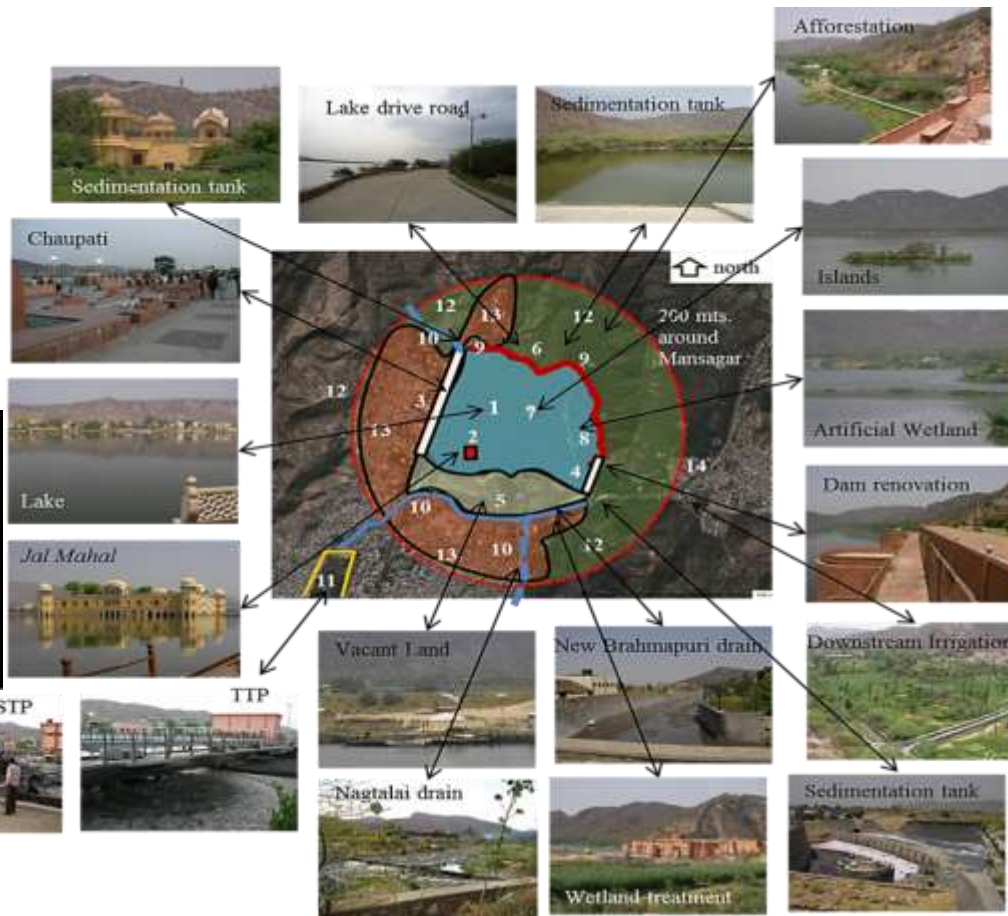 Afforestation
Lake drive road
Sedimentation tank
Sedimentation tank
Chaupati
Islands
north
12
13
12
200 mts.
around
Mansagar
10
9
6
9
12
3
1
7
Artificial Wetland
13
8
2
4
14
Lake
Dam renovation
5
10
Jal Mahal
13
10
12
11
Vacant Land
New Brahmapuri drain
Downstream Irrigation
STP
TTP
Nagtalai drain
Sedimentation tank
Wetland treatment